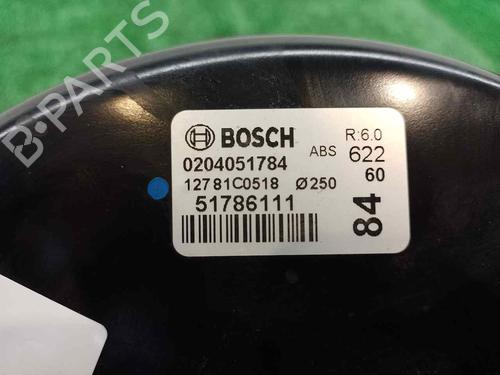 B-PARTS
BOSCH
R:6.0
0204051784
ABS 622
12781C0518 Ø250 60
51786111
84